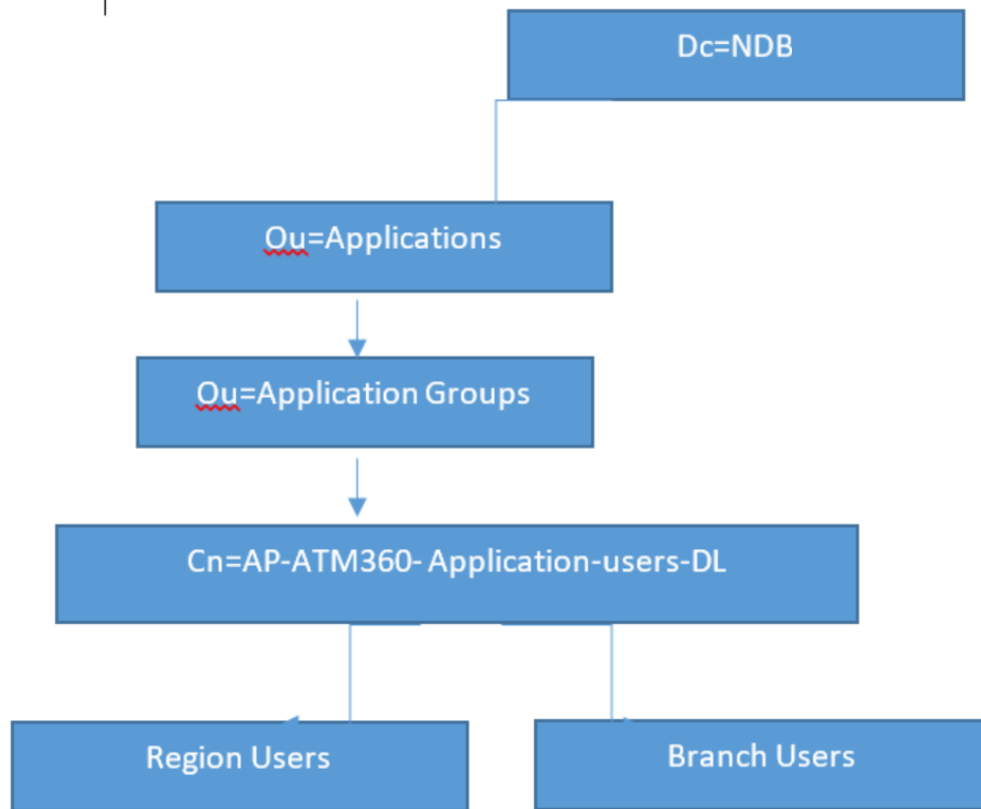 Dc=NDB
Ou=Applications
Ou=Application Groups
Cn=AP-ATM360- Application-users-DL
Region Users
Branch Users